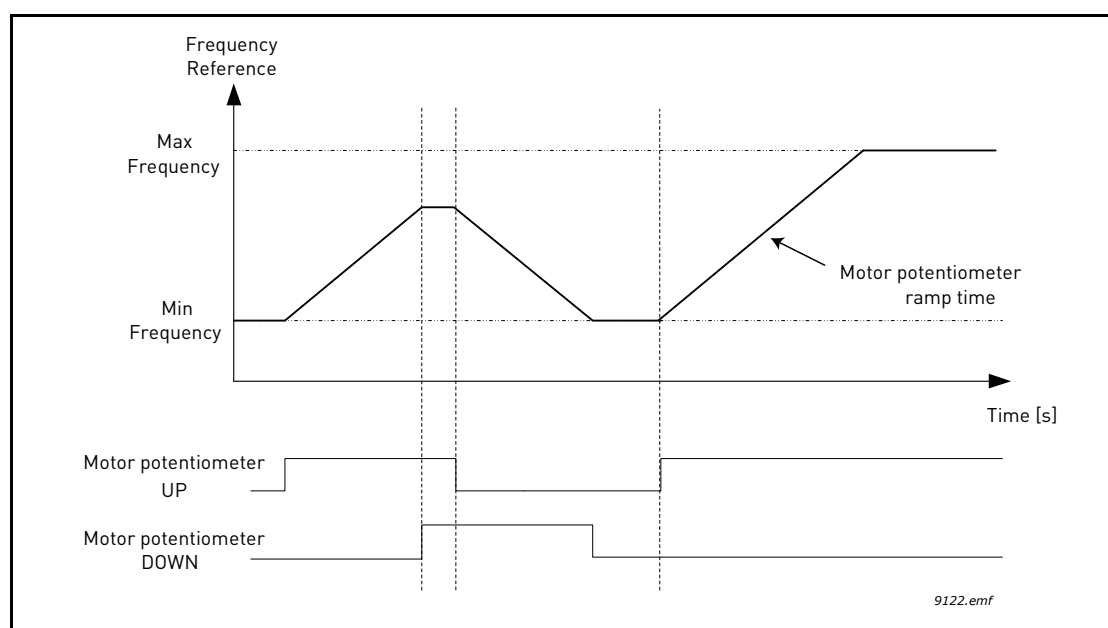 Frequency
Reference
Max
Frequency
Min
Frequency
Motor potentiometer
ramp time
Time [s]
Motor potentiometer
UP
Motor potentiometer
DOWN
9122.emf